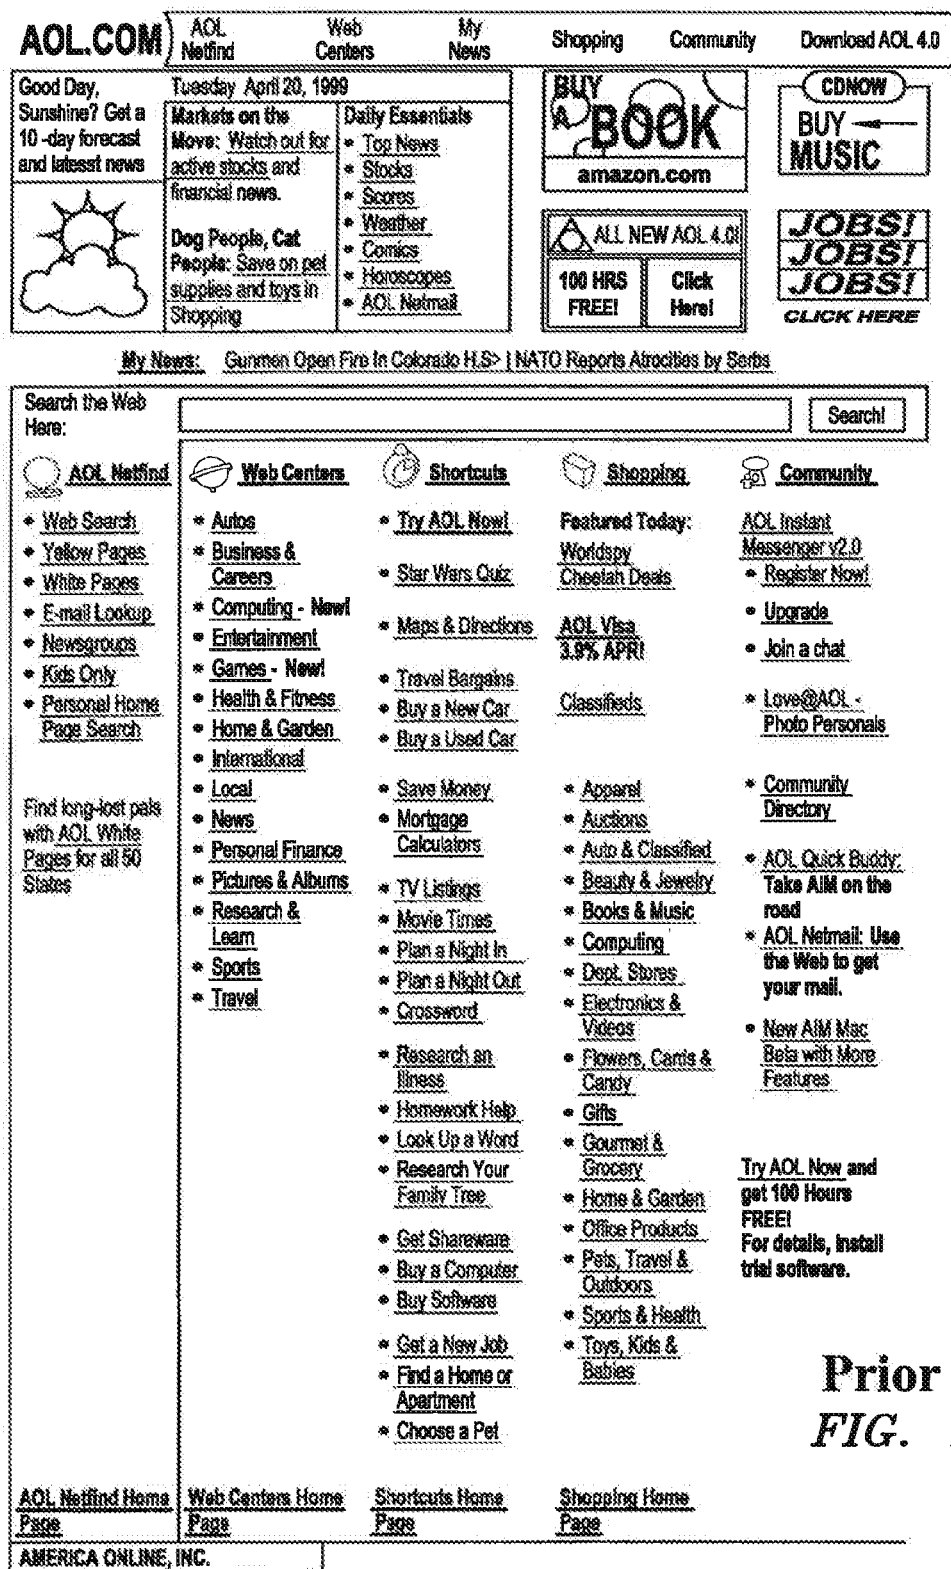 AOL.COM
AOL
Netfind
Web
Centers
My
News
Shopping
Community
Download AOL 4.0
Good Day,
Sunshine? Get a
10 -day forecast
and latesst news
Tuesday April 20, 1999
Markets on the
Move: Watch out for
active stocks and
financial news.
Dog People, Cat
People: Save on pet
supplies and toys in
Shopping
Daily Essentials
• Top News
• Stocks
• Scores
• Weather
• Comics
• Horoscopes
• AOL Netmail
BUY
A BOOK
amazon.com
CDNOW
BUY
MUSIC
ALL NEW AOL 4.0!
100 HRS
FREE!
Click
Here!
JOBS!
JOBS!
JOBS!
CLICK HERE
My News: Gunmen Open Fire In Colorado H.S> | NATO Reports Atrocities by Serbs
Search the Web
Here:
Search!
AOL Netfind
• Web Search
• Yellow Pages
• White Pages
• E-mail Lookup
• Newsgroups
• Kids Only
• Personal Home
Page Search
Find long-lost pals
with AOL White
Pages for all 50
States
Web Centers
• Autos
• Business &
Careers
• Computing - New!
• Entertainment
• Games - New!
• Health & Fitness
• Home & Garden
• International
• Local
• News
• Personal Finance
• Pictures & Albums
• Research &
Learn
• Sports
• Travel
Shortcuts
• Try AOL Now!
• Star Wars Quiz
• Maps & Directions
• Travel Bargains
• Buy a New Car
• Buy a Used Car
• Save Money
• Mortgage
Calculators
• TV Listings
• Movie Times
• Plan a Night In
• Plan a Night Out
• Crossword
• Research an
Illness
• Homework Help
• Look Up a Word
• Research Your
Family Tree
• Get Shareware
• Buy a Computer
• Buy Software
• Get a New Job
• Find a Home or
Apartment
• Choose a Pet
Shopping
Featured Today:
Worldspy
Cheetah Deals
AOL Visa
3.9% APR!
Classifieds
• Apparel
• Auctions
• Auto & Classified
• Beauty & Jewelry
• Books & Music
• Computing
• Dept. Stores
• Electronics &
Videos
• Flowers, Cards &
Candy
• Gifts
• Gourmet &
Grocery
• Home & Garden
• Office Products
• Pets, Travel &
Outdoors
• Sports & Health
• Toys, Kids &
Babies
Community
AOL Instant
Messenger v2.0
• Register Now!
• Upgrade
• Join a chat
• Love@AOL -
Photo Personals
• Community
Directory
• AOL Quick Buddy:
Take AIM on the
road
• AOL Netmail: Use
the Web to get
your mail.
• New AIM Mac
Beta with More
Features
Try AOL Now and
get 100 Hours
FREE!
For details, install
trial software.
Prior
FIG.
AOL Netfind Home
Page
Web Centers Home
Page
Shortcuts Home
Page
Shopping Home
Page
AMERICA ONLINE, INC.